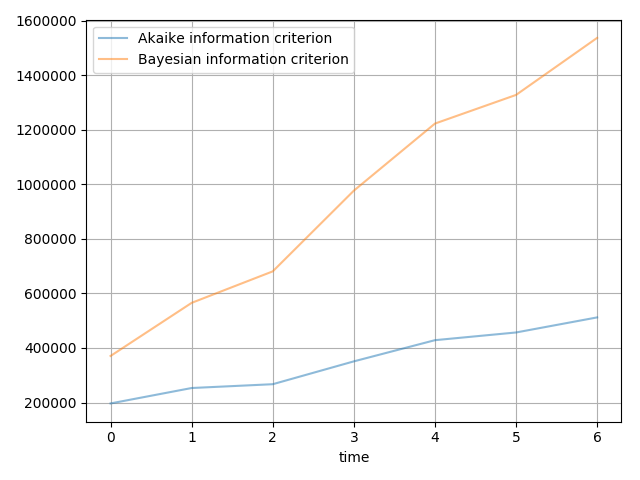 1600000
1400000
1200000
1000000
800000
600000
400000
200000
Akaike information criterion
Bayesian information criterion
0 1 2 3 4 5 6
time